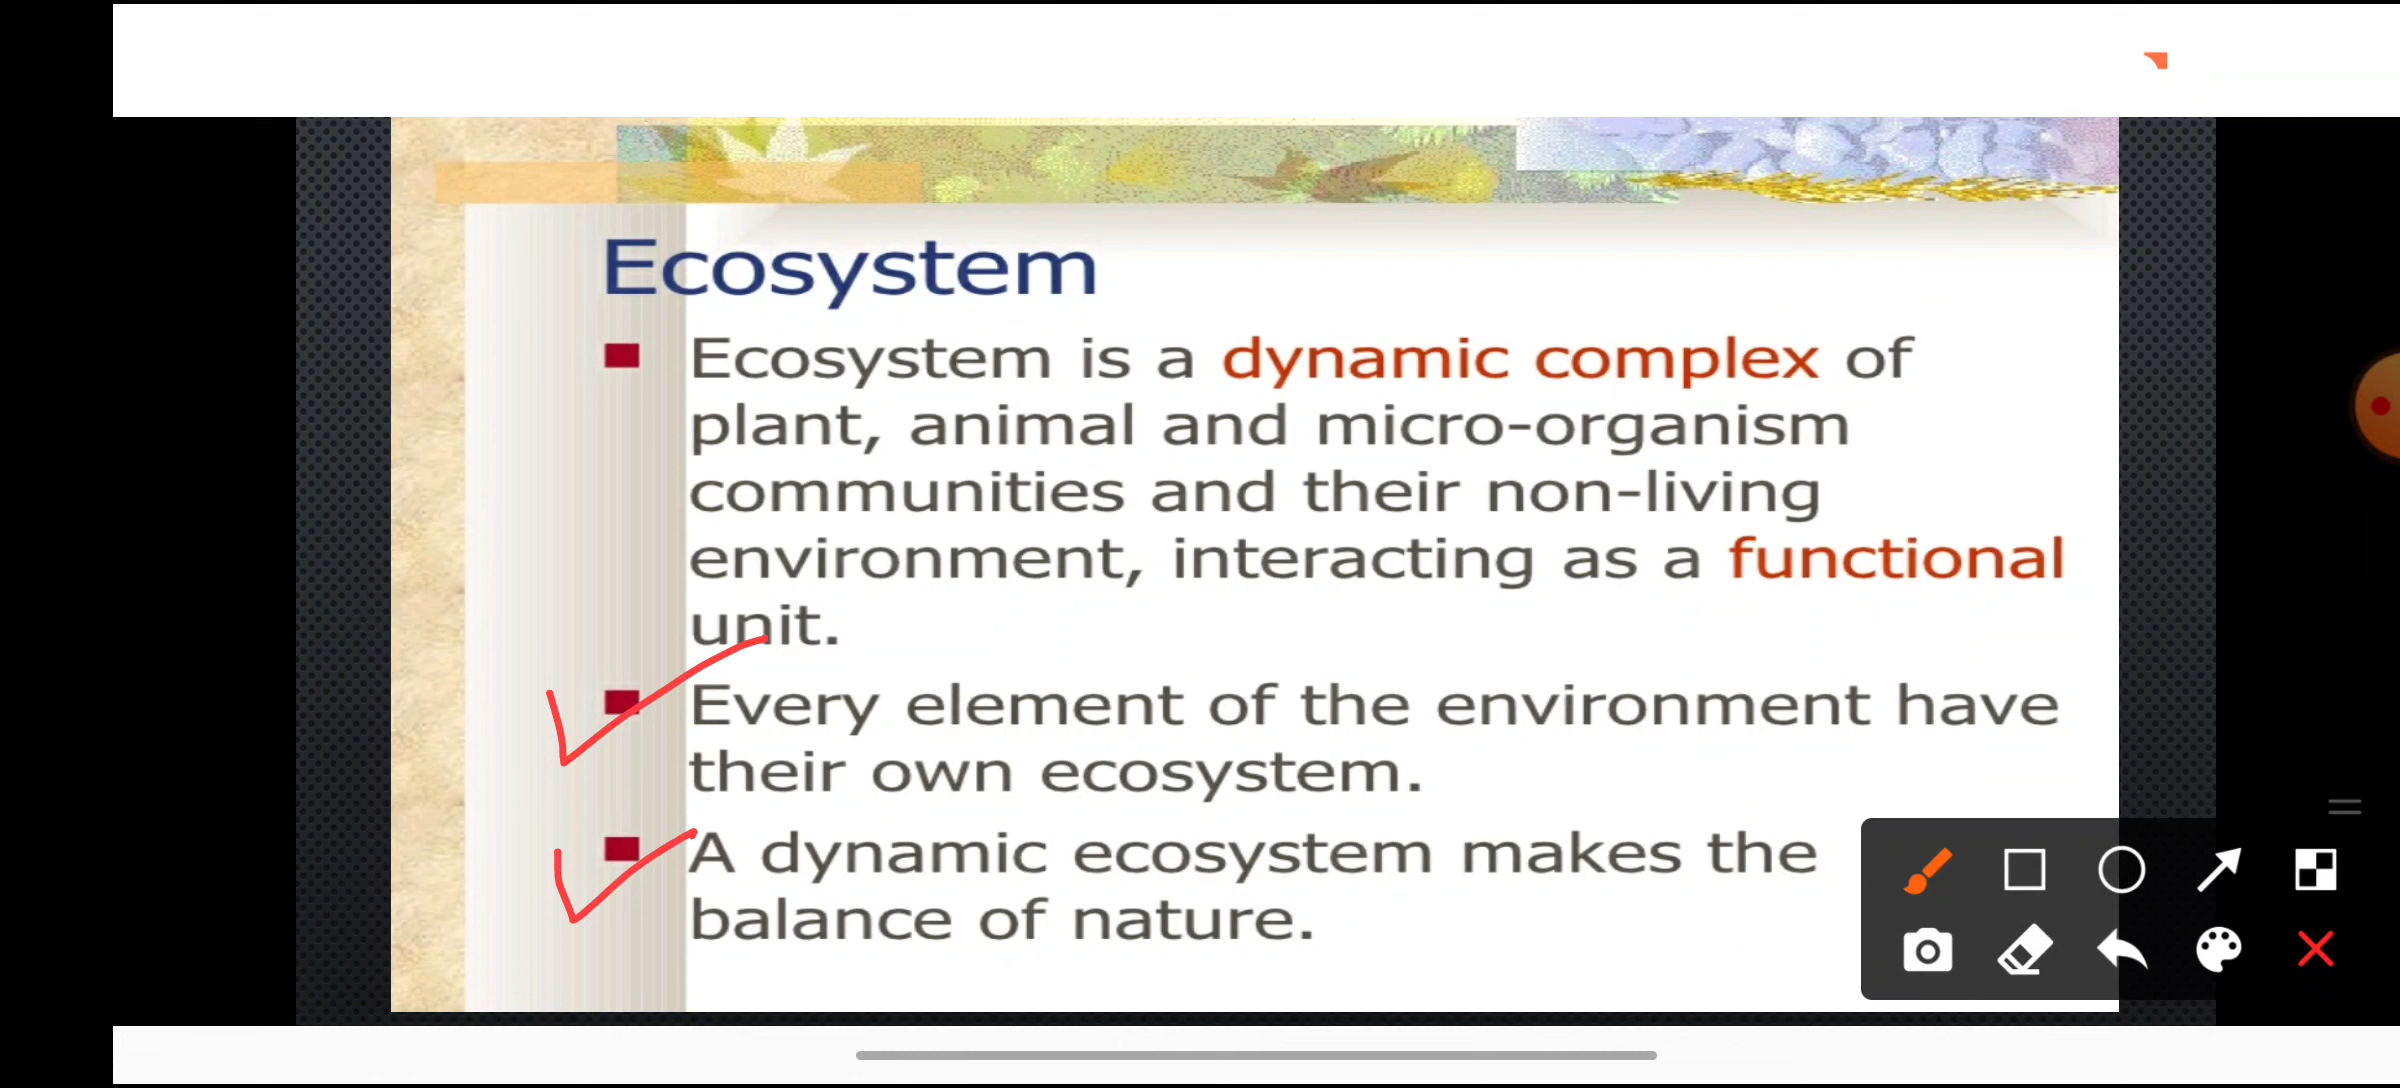 Ecosystem
Ecosystem is a dynamic complex of
plant, animal and micro-organism
communities and their non-living
environment, interacting as a functional
unit.
Every element of the environment have
their own ecosystem.
A dynamic ecosystem makes the
balance of nature.